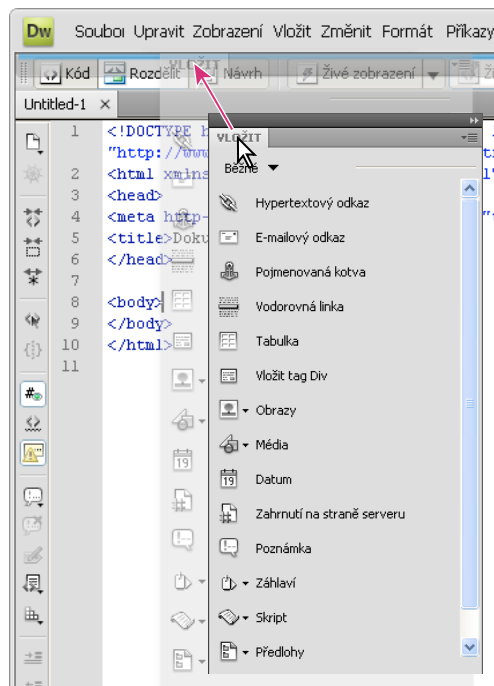 Dw Soubor Upravit Zobrazení Vložit Změnit Formát Příkazy
Kód Rozdělit Návrh Živé zobrazení
VLOŽIT
Untitled-1 ×
VLOŽIT
Běžné
1 <!DOCTYPE
"http://www
2 <html xmlns
3 <head>
4 <meta http-
5 <title>Doku
6 </head>
7
8 <body>
9 </body>
10 </html>
11
Hypertextový odkaz
E-mailový odkaz
Pojmenovaná kotva
Vodorovná linka
Tabulka
Vložit tag Div
Obrazy
Média
19 Datum
Zahrnutí na straně serveru
Poznámka
Záhlaví
Skript
Předlohy
19